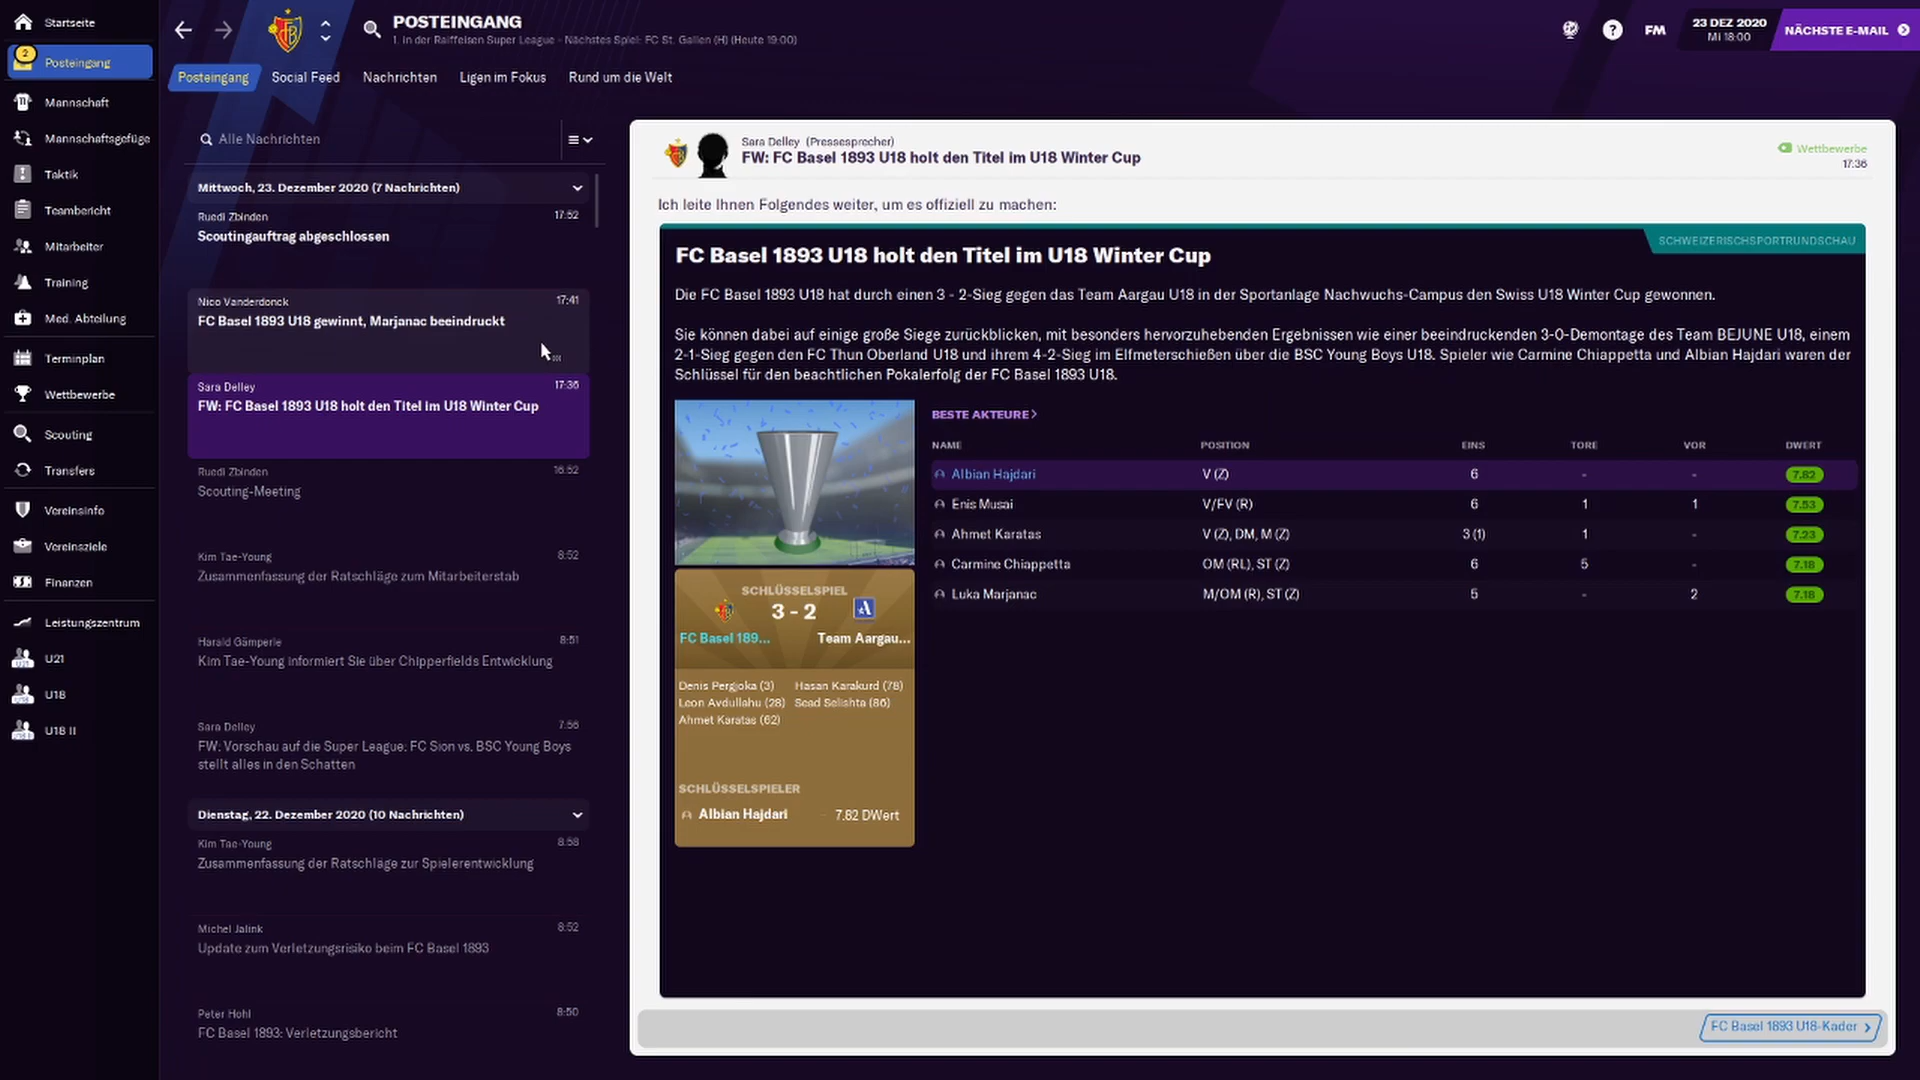 Startseite
2
Posteingang
Mannschaft
Mannschaftsgefüge
Taktik
Teambericht
Mitarbeiter
Training
Med. Abteilung
Terminplan
Wettbewerbe
Scouting
Transfers
Vereinsinfo
Vereinsziele
Finanzen
Leistungszentrum
U21
U18
U18 II
POSTEINGANG
1. in der Raiffeisen Super League - Nächstes Spiel: FC St. Gallen (H) (Heute 19:00)
FM
23 DEZ 2020
Mi 18:00
NÄCHSTE E-MAIL
Posteingang
Social Feed
Nachrichten
Ligen im Fokus
Rund um die Welt
Alle Nachrichten
Mittwoch, 23. Dezember 2020 (7 Nachrichten)
Ruedi Zbinden 17:52
Scoutingauftrag abgeschlossen
Nico Vanderdonck 17:41
FC Basel 1893 U18 gewinnt, Marjanac beeindruckt
Sara Delley 17:36
FW: FC Basel 1893 U18 holt den Titel im U18 Winter Cup
Ruedi Zbinden 16:52
Scouting-Meeting
Kim Tae-Young 8:52
Zusammenfassung der Ratschläge zum Mitarbeiterstab
Harald Gämperle 8:51
Kim Tae-Young informiert Sie über Chipperfields Entwicklung
Sara Delley 7:56
FW: Vorschau auf die Super League: FC Sion vs. BSC Young Boys
stellt alles in den Schatten
Dienstag, 22. Dezember 2020 (10 Nachrichten)
Kim Tae-Young 8:58
Zusammenfassung der Ratschläge zur Spielerentwicklung
Michel Jalink 8:52
Update zum Verletzungsrisiko beim FC Basel 1893
Peter Hohl 8:50
FC Basel 1893: Verletzungsbericht
Sara Delley (Pressesprecher)
FW: FC Basel 1893 U18 holt den Titel im U18 Winter Cup
Wettbewerbe
17:36
Ich leite Ihnen Folgendes weiter, um es offiziell zu machen:
SCHWEIZERISCHSPORTRUNDSCHAU
FC Basel 1893 U18 holt den Titel im U18 Winter Cup
Die FC Basel 1893 U18 hat durch einen 3 - 2-Sieg gegen das Team Aargau U18 in der Sportanlage Nachwuchs-Campus den Swiss U18 Winter Cup gewonnen.
Sie können dabei auf einige große Siege zurückblicken, mit besonders hervorzuhebenden Ergebnissen wie einer beeindruckenden 3-0-Demontage des Team BEJUNE U18, einem
2-1-Sieg gegen den FC Thun Oberland U18 und ihrem 4-2-Sieg im Elfmeterschießen über die BSC Young Boys U18. Spieler wie Carmine Chiappetta und Albian Hajdari waren der
Schlüssel für den beachtlichen Pokalerfolg der FC Basel 1893 U18.
BESTE AKTEURE
NAME POSITION EINS TORE VOR DWERT
Albian Hajdari V (Z) 6 - - 7.82
Enis Musai V/FV (R) 6 1 1 7.53
Ahmet Karatas V (Z), DM, M (Z) 3 (1) 1 - 7.23
Carmine Chiappetta OM (RL), ST (Z) 6 5 - 7.18
Luka Marjanac M/OM (R), ST (Z) 5 - 2 7.18
SCHLÜSSELSPIEL
3 - 2
FC Basel 189... Team Aargau...
Denis Pergjoka (3) Hasan Karakurd (78)
Leon Avdullahu (28) Sead Selishta (86)
Ahmet Karatas (62)
SCHLÜSSELSPIELER
Albian Hajdari - 7.82 DWert
FC Basel 1893 U18-Kader